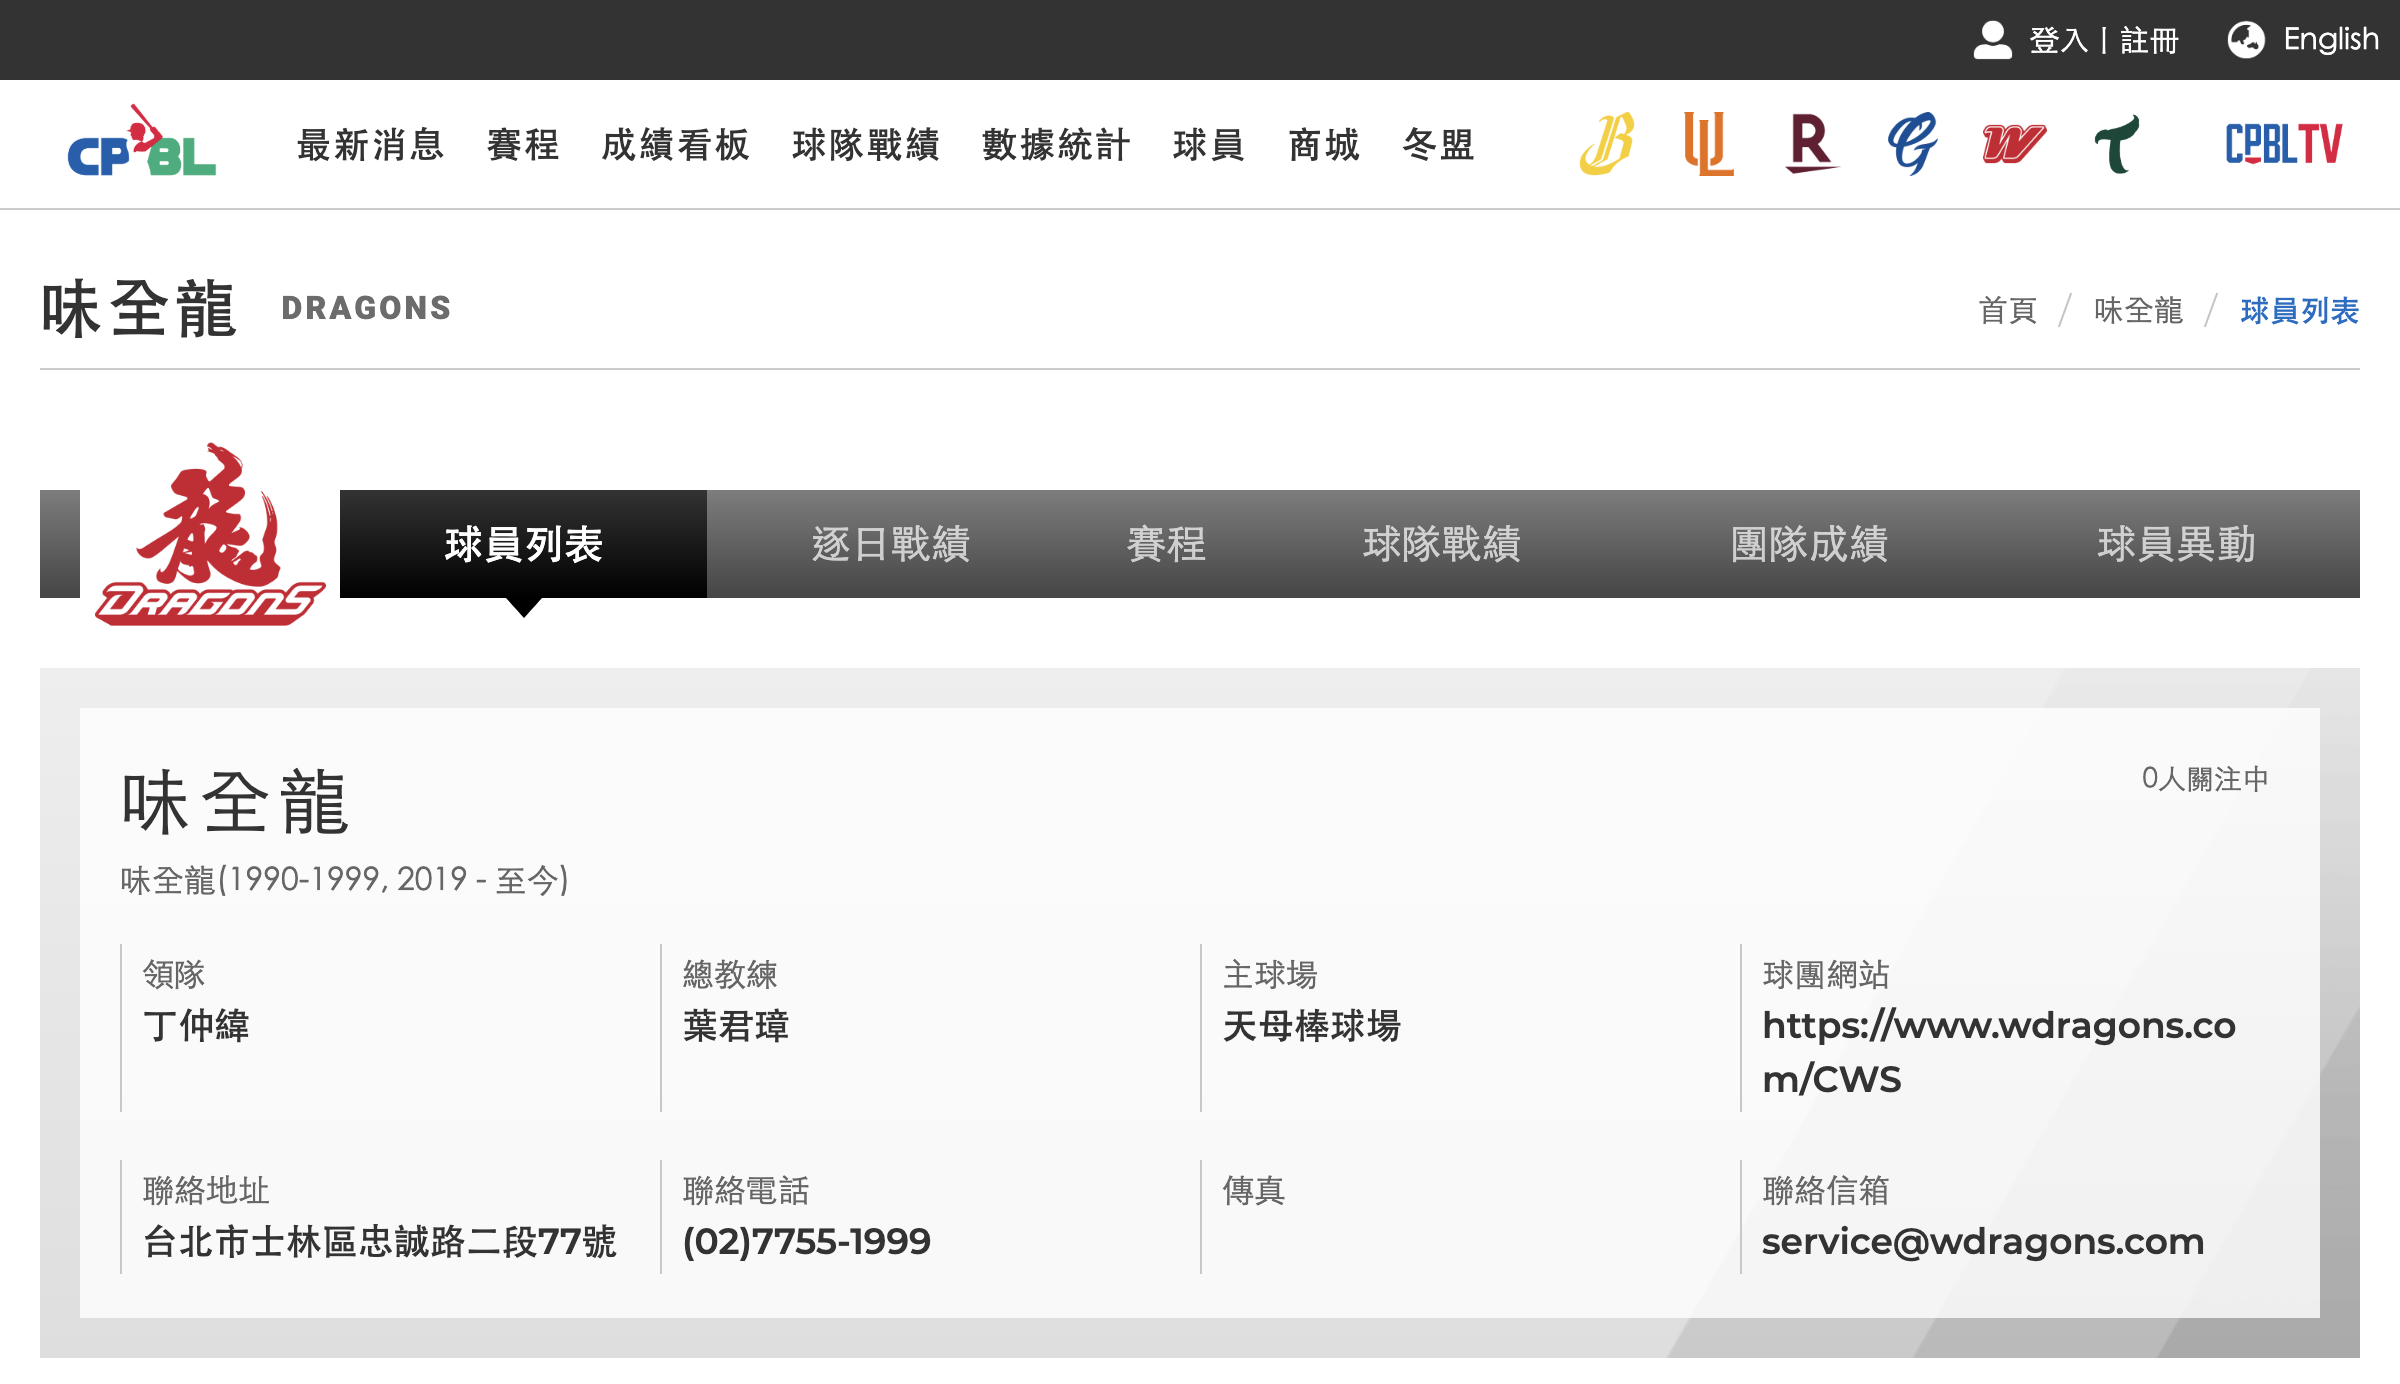 登入 | 註冊 English
CPBL 最新消息 賽程 成績看板 球隊戰績 數據統計 球員 商城 冬盟 B UL R G W T CPBLTV
味全龍 DRAGONS 首頁 / 味全龍 / 球員列表
龍
DRAGONS
球員列表 逐日戰績 賽程 球隊戰績 團隊成績 球員異動
味全龍
0人關注中
味全龍(1990-1999, 2019 - 至今)
領隊
丁仲緯
總教練
葉君璋
主球場
天母棒球場
球團網站
https://www.wdragons.co
m/CWS
聯絡地址
台北市士林區忠誠路二段77號
聯絡電話
(02)7755-1999
傳真
聯絡信箱
service@wdragons.com